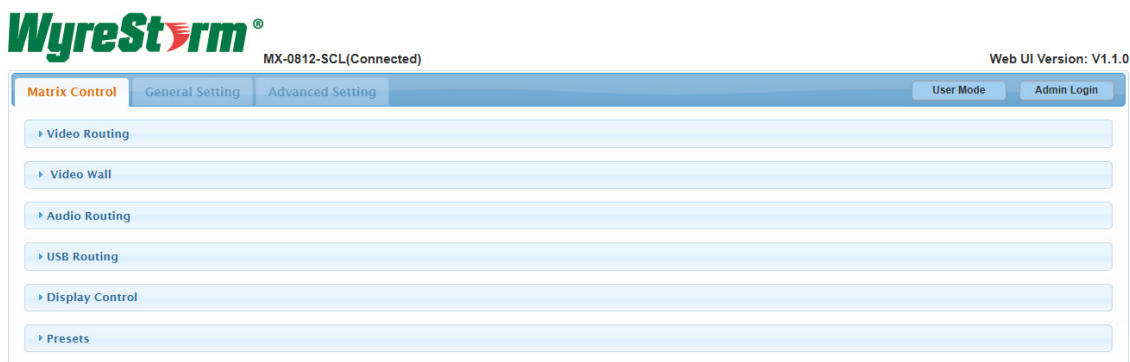 WyreStorm®
MX-0812-SCL(Connected)
Web UI Version: V1.1.0
Matrix Control
General Setting
Advanced Setting
User Mode
Admin Login
Video Routing
Video Wall
Audio Routing
USB Routing
Display Control
Presets